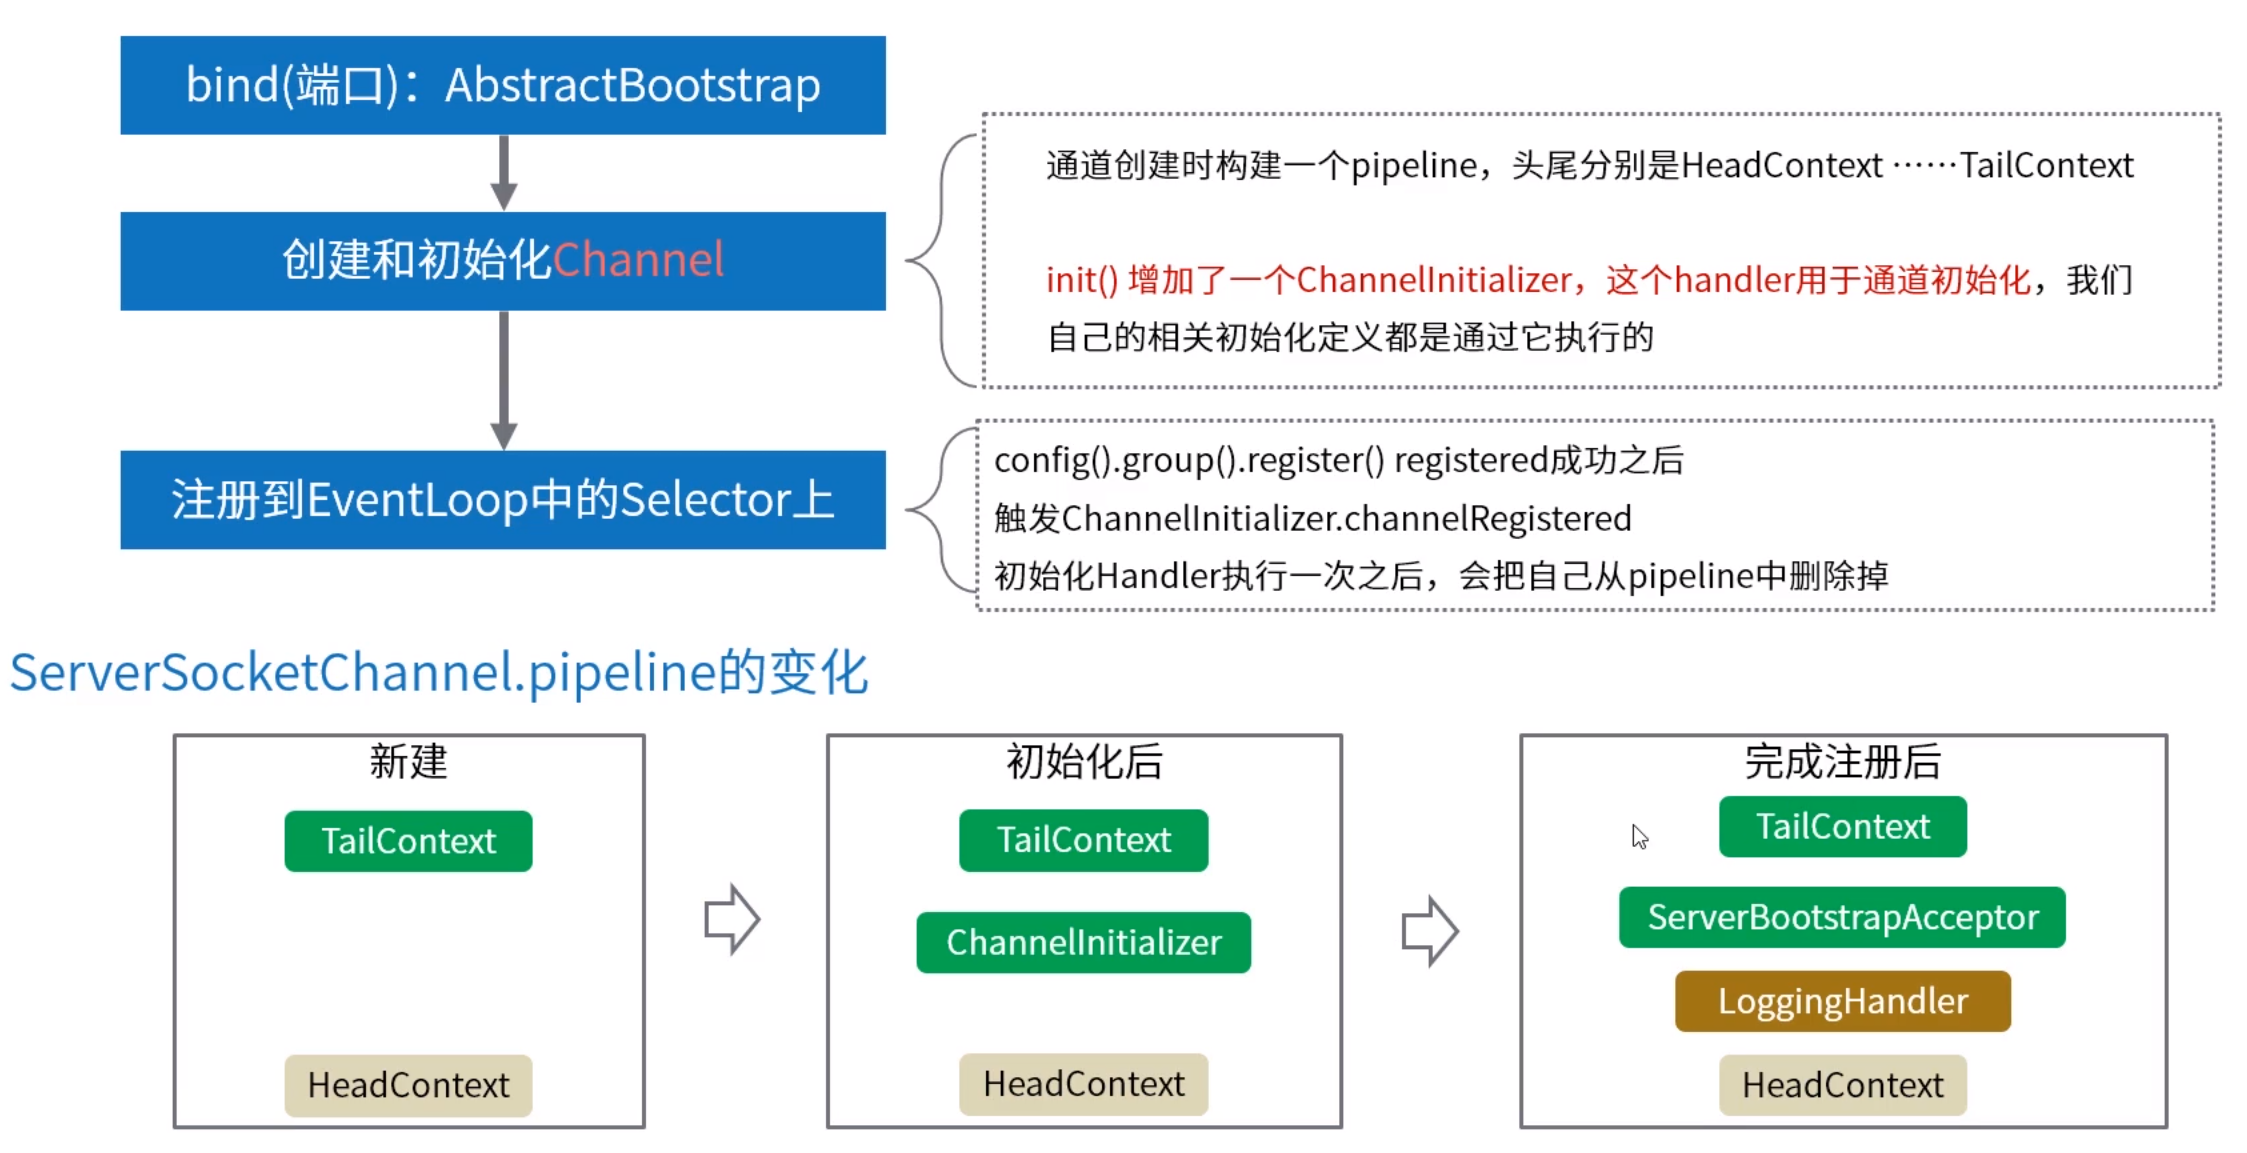 bind(端口)：AbstractBootstrap
创建和初始化Channel
通道创建时构建一个pipeline，头尾分别是HeadContext ……TailContext
init() 增加了一个ChannelInitializer，这个handler用于通道初始化，我们
自己的相关初始化定义都是通过它执行的
注册到EventLoop中的Selector上
config().group().register() registered成功之后
触发ChannelInitializer.channelRegistered
初始化Handler执行一次之后，会把自己从pipeline中删除掉
ServerSocketChannel.pipeline的变化
新建
TailContext
HeadContext
初始化后
TailContext
ChannelInitializer
HeadContext
完成注册后
TailContext
ServerBootstrapAcceptor
LoggingHandler
HeadContext